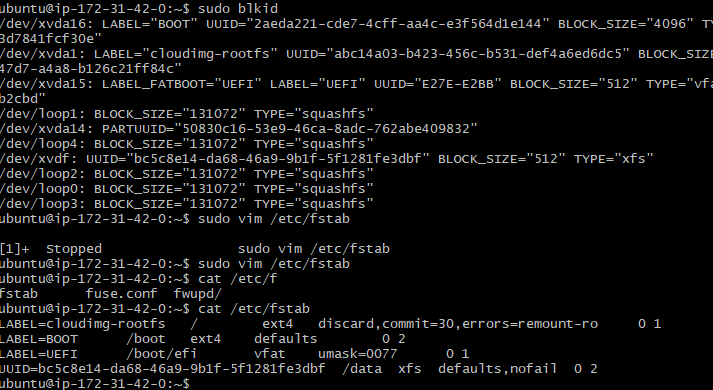 ubuntu@ip-172-31-42-0:~$ sudo blkid
/dev/xvda16: LABEL="BOOT" UUID="2aeda221-cde7-4cff-aa4c-e3f564d1e144" BLOCK_SIZE="4096" T
3d7841fcf30e"
/dev/xvda1: LABEL="cloudimg-rootfs" UUID="abc14a03-b423-456c-b531-def4a6ed6dc5" BLOCK_SIZ
47d7-a4a8-b126c21ff84c"
/dev/xvda15: LABEL_FATBOOT="UEFI" LABEL="UEFI" UUID="E27E-E2BB" BLOCK_SIZE="512" TYPE="vfa
b2cbd"
/dev/loop1: BLOCK_SIZE="131072" TYPE="squashfs"
/dev/xvda14: PARTUUID="50830c16-53e9-46ca-8adc-762abe409832"
/dev/loop4: BLOCK_SIZE="131072" TYPE="squashfs"
/dev/xvdf: UUID="bc5c8e14-da68-46a9-9b1f-5f1281fe3dbf" BLOCK_SIZE="512" TYPE="xfs"
/dev/loop2: BLOCK_SIZE="131072" TYPE="squashfs"
/dev/loop0: BLOCK_SIZE="131072" TYPE="squashfs"
/dev/loop3: BLOCK_SIZE="131072" TYPE="squashfs"
ubuntu@ip-172-31-42-0:~$ sudo vim /etc/fstab
[1]+  Stopped                 sudo vim /etc/fstab
ubuntu@ip-172-31-42-0:~$ sudo vim /etc/fstab
ubuntu@ip-172-31-42-0:~$ cat /etc/f
fstab      fuse.conf  fwupd/
ubuntu@ip-172-31-42-0:~$ cat /etc/fstab
LABEL=cloudimg-rootfs   /        ext4   discard,commit=30,errors=remount-ro     0 1
LABEL=BOOT      /boot   ext4    defaults        0 2
LABEL=UEFI      /boot/efi       vfat    umask=0077      0 1
UUID=bc5c8e14-da68-46a9-9b1f-5f1281fe3dbf  /data  xfs  defaults,nofail  0 2
ubuntu@ip-172-31-42-0:~$